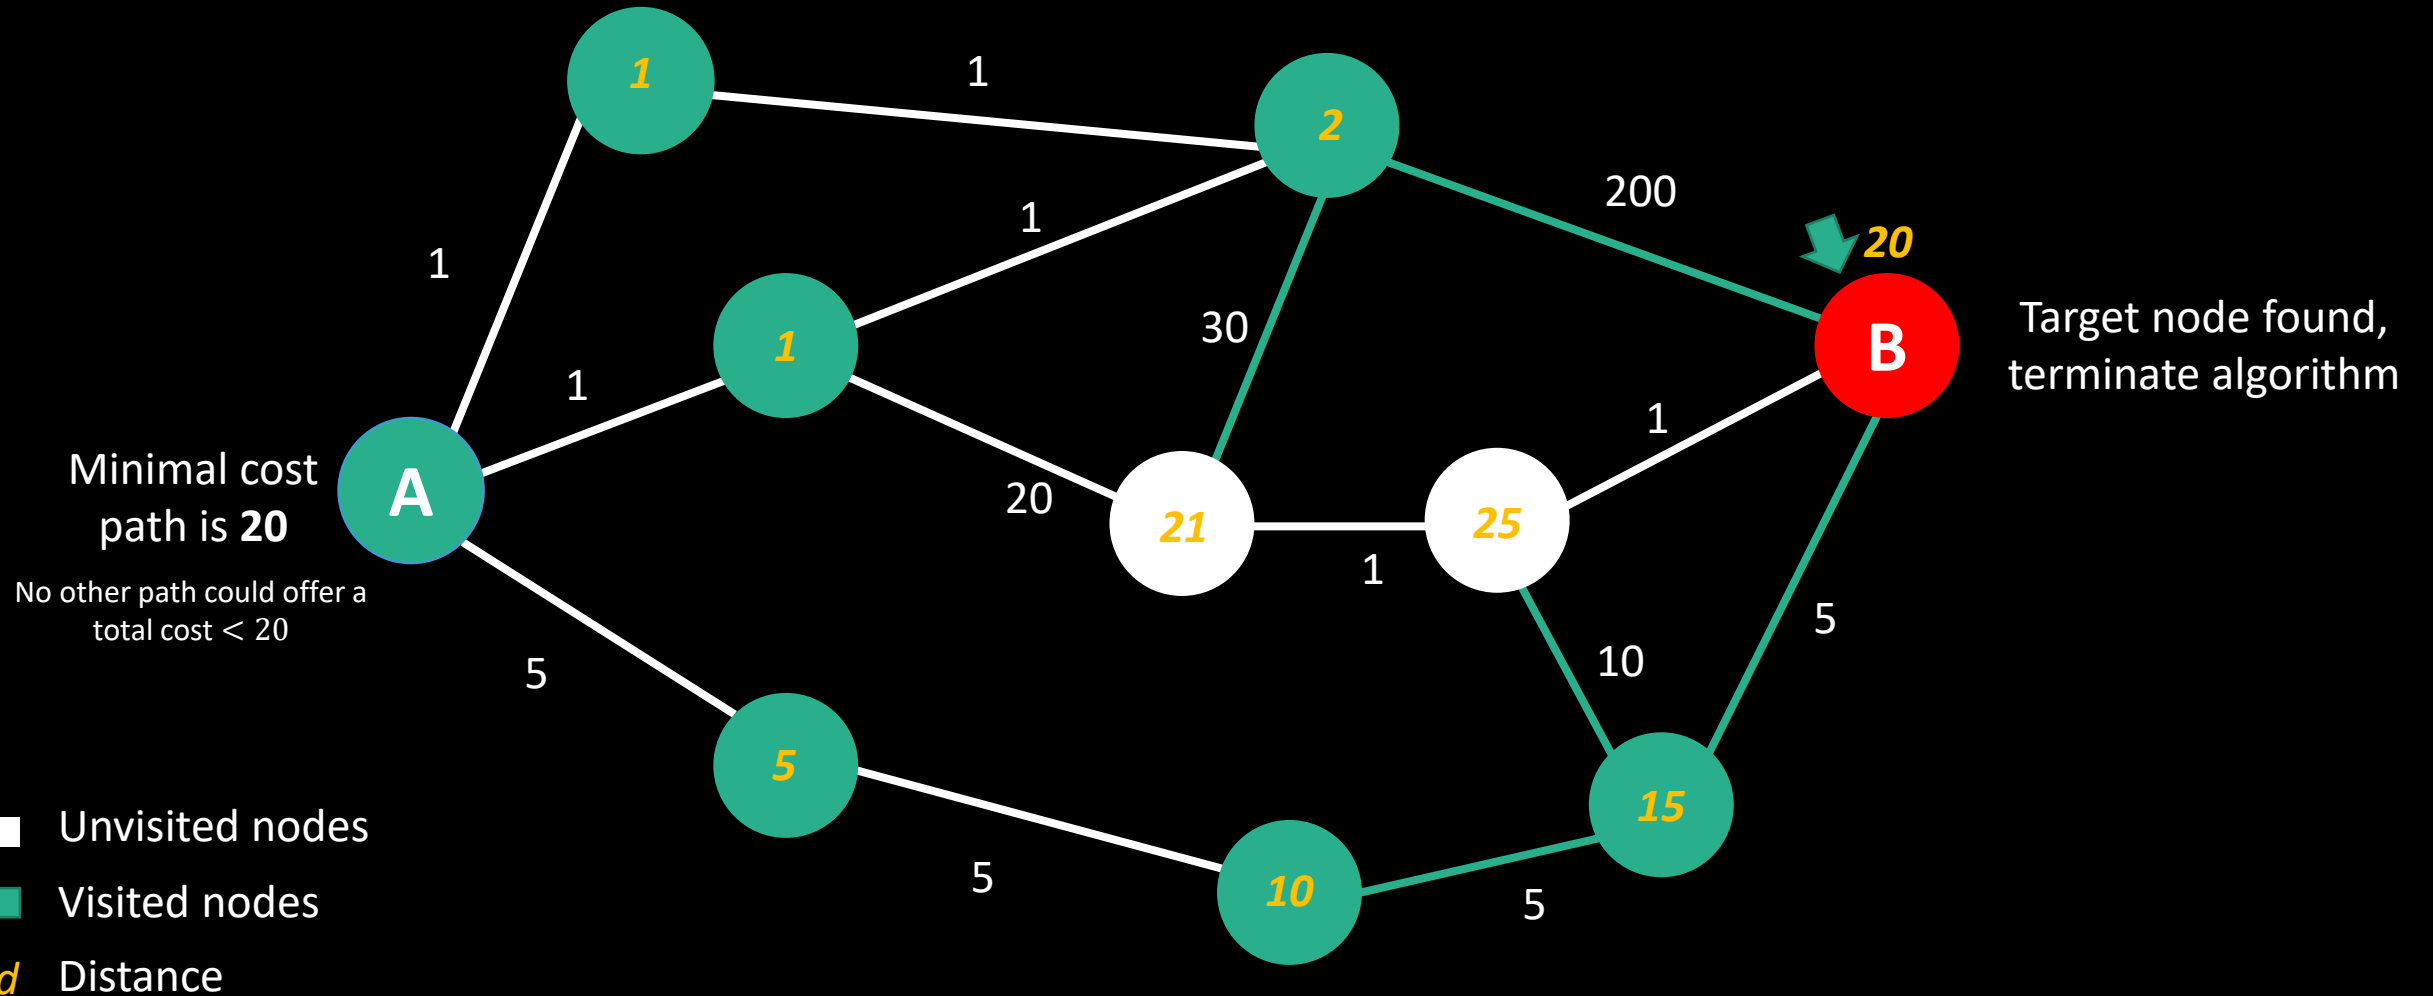 1
1
2
1
200
1
20
1
30
B
Target node found,
terminate algorithm
1
1
1
A
Minimal cost
path is 20
20
21
25
1
No other path could offer a
total cost < 20
5
10
5
5
15
Unvisited nodes
5
10
5
Visited nodes
d Distance